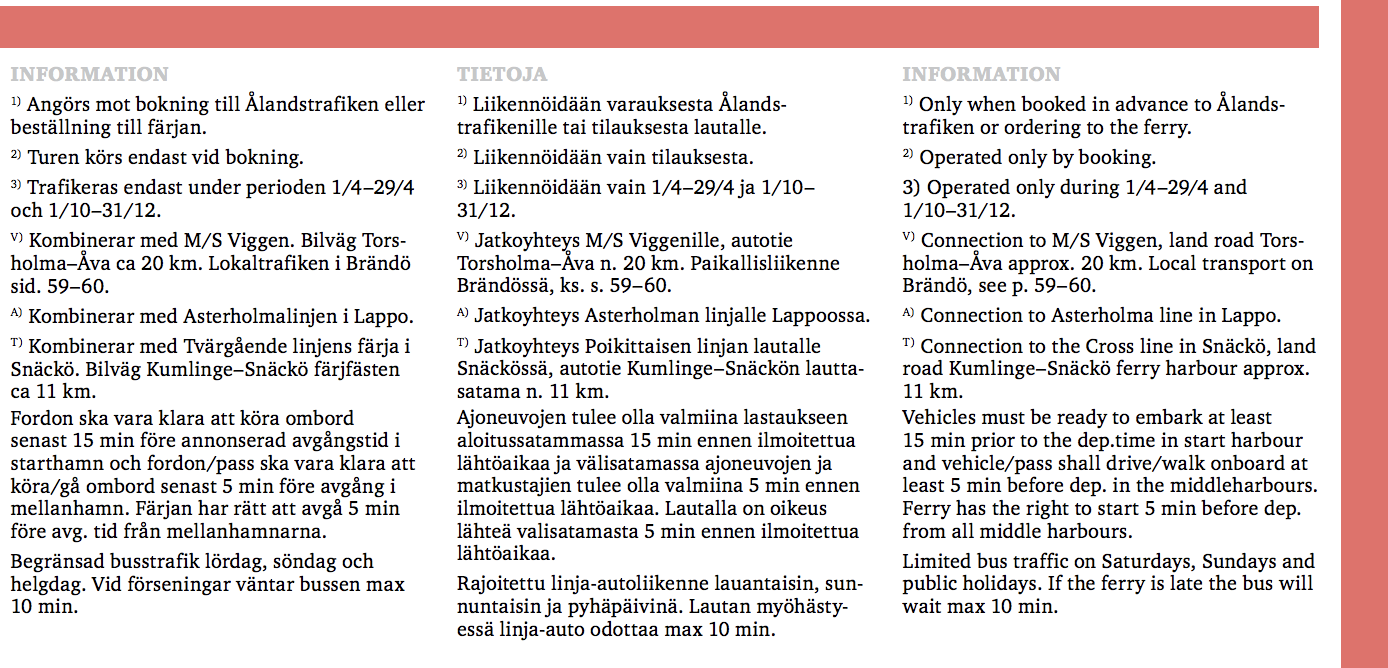 INFORMATION
¹⁾ Angörs mot bokning till Ålandstrafiken eller
beställning till färjan.
²⁾ Turen körs endast vid bokning.
³⁾ Trafikeras endast under perioden 1/4–29/4
och 1/10–31/12.
ⱽ⁾ Kombinerar med M/S Viggen. Bilväg Tors-
holma–Åva ca 20 km. Lokaltrafiken i Brändö
sid. 59–60.
ᴬ⁾ Kombinerar med Asterholmalinjen i Lappo.
ᵀ⁾ Kombinerar med Tvärgående linjens färja i
Snäckö. Bilväg Kumlinge–Snäckö färjfästen
ca 11 km.
Fordon ska vara klara att köra ombord
senast 15 min före annonserad avgångstid i
starthamn och fordon/pass ska vara klara att
köra/gå ombord senast 5 min före avgång i
mellanhamn. Färjan har rätt att avgå 5 min
före avg. tid från mellanhamnarna.
Begränsad busstrafik lördag, söndag och
helgdag. Vid förseningar väntar bussen max
10 min.
TIETOJA
¹⁾ Liikennöidään varauksesta Ålands-
trafikenille tai tilauksesta lautalle.
²⁾ Liikennöidään vain tilauksesta.
³⁾ Liikennöidään vain 1/4–29/4 ja 1/10–
31/12.
ⱽ⁾ Jatkoyhteys M/S Viggenille, autotie
Torsholma–Åva n. 20 km. Paikallisliikenne
Brändössä, ks. s. 59–60.
ᴬ⁾ Jatkoyhteys Asterholman linjalle Lappoossa.
ᵀ⁾ Jatkoyhteys Poikittaisen linjan lautalle
Snäckössä, autotie Kumlinge–Snäckön lautta-
satama n. 11 km.
Ajoneuvojen tulee olla valmiina lastaukseen
aloitussatammassa 15 min ennen ilmoitettua
lähtöaikaa ja välisatamassa ajoneuvojen ja
matkustajien tulee olla valmiina 5 min ennen
ilmoitettua lähtöaikaa. Lautalla on oikeus
lähteä valisatamasta 5 min ennen ilmoitettua
lähtöaikaa.
Rajoitettu linja-autoliikenne lauantaisin, sun-
nuntaisin ja pyhäpäivinä. Lautan myöhästy-
essä linja-auto odottaa max 10 min.
INFORMATION
¹⁾ Only when booked in advance to Ålands-
trafiken or ordering to the ferry.
²⁾ Operated only by booking.
3) Operated only during 1/4–29/4 and
1/10–31/12.
ⱽ⁾ Connection to M/S Viggen, land road Tors-
holma–Åva approx. 20 km. Local transport on
Brändö, see p. 59–60.
ᴬ⁾ Connection to Asterholma line in Lappo.
ᵀ⁾ Connection to the Cross line in Snäckö, land
road Kumlinge–Snäckö ferry harbour approx.
11 km.
Vehicles must be ready to embark at least
15 min prior to the dep.time in start harbour
and vehicle/pass shall drive/walk onboard at
least 5 min before dep. in the middleharbours.
Ferry has the right to start 5 min before dep.
from all middle harbours.
Limited bus traffic on Saturdays, Sundays and
public holidays. If the ferry is late the bus will
wait max 10 min.